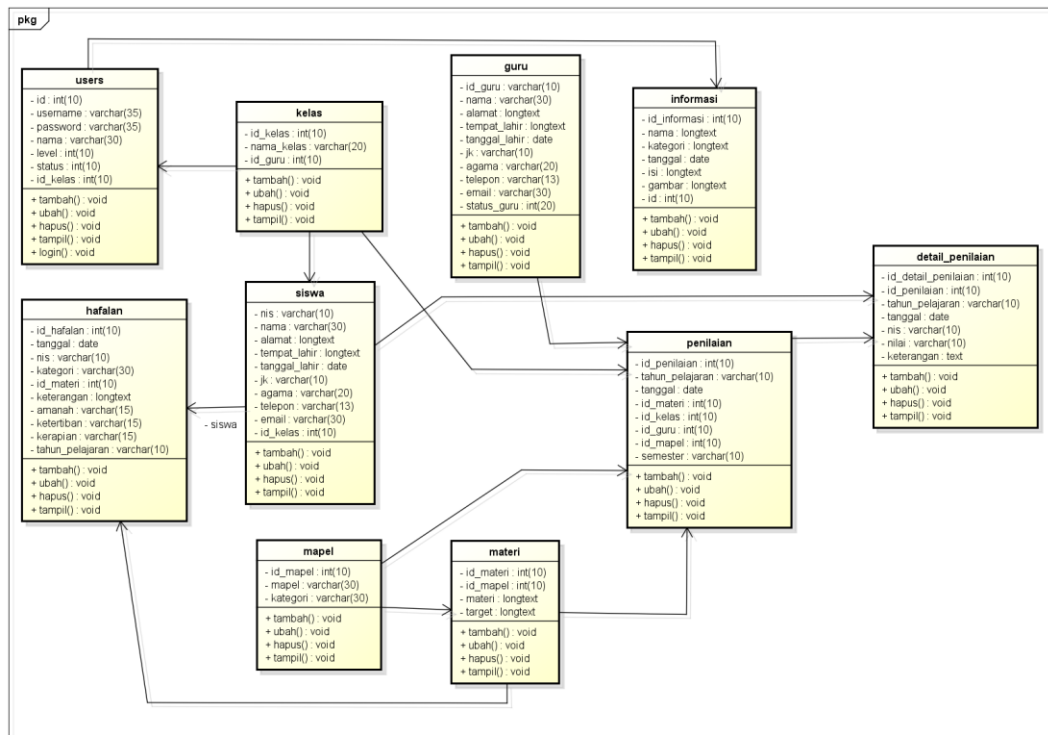 pkg
users
- id : int(10)
- username : varchar(35)
- password : varchar(35)
- nama : varchar(30)
- level : int(10)
- status : int(10)
- id_kelas : int(10)
+ tambah() : void
+ ubah() : void
+ hapus() : void
+ tampil() : void
+ login() : void
kelas
- id_kelas : int(10)
- nama_kelas : varchar(20)
- id_guru : int(10)
+ tambah() : void
+ ubah() : void
+ hapus() : void
+ tampil() : void
guru
- id_guru : varchar(10)
- nama : varchar(30)
- alamat : longtext
- tempat_lahir : longtext
- tanggal_lahir : date
- jk : varchar(10)
- agama : varchar(20)
- telepon : varchar(13)
- email : varchar(30)
- status_guru : int(20)
+ tambah() : void
+ ubah() : void
+ hapus() : void
+ tampil() : void
informasi
- id_informasi : int(10)
- nama : longtext
- kategori : longtext
- tanggal : date
- isi : longtext
- gambar : longtext
- id : int(10)
+ tambah() : void
+ ubah() : void
+ hapus() : void
+ tampil() : void
detail_penilaian
- id_detail_penilaian : int(10)
- id_penilaian : int(10)
- tahun_pelajaran : varchar(10)
- tanggal : date
- nis : varchar(10)
- nilai : varchar(10)
- keterangan : text
+ tambah() : void
+ ubah() : void
+ hapus() : void
+ tampil() : void
hafalan
- id_hafalan : int(10)
- tanggal : date
- nis : varchar(10)
- kategori : varchar(30)
- id_materi : int(10)
- keterangan : longtext
- amanah : varchar(15)
- ketertiban : varchar(15)
- kerapian : varchar(15)
- tahun_pelajaran : varchar(10)
+ tambah() : void
+ ubah() : void
+ hapus() : void
+ tampil() : void
- siswa
siswa
- nis : varchar(10)
- nama : varchar(30)
- alamat : longtext
- tempat_lahir : longtext
- tanggal_lahir : date
- jk : varchar(10)
- agama : varchar(20)
- telepon : varchar(13)
- email : varchar(30)
- id_kelas : int(10)
+ tambah() : void
+ ubah() : void
+ hapus() : void
+ tampil() : void
penilaian
- id_penilaian : int(10)
- tahun_pelajaran : varchar(10)
- tanggal : date
- id_materi : int(10)
- id_kelas : int(10)
- id_guru : int(10)
- id_mapel : int(10)
- semester : varchar(10)
+ tambah() : void
+ ubah() : void
+ hapus() : void
+ tampil() : void
mapel
- id_mapel : int(10)
- mapel : varchar(30)
- kategori : varchar(30)
+ tambah() : void
+ ubah() : void
+ hapus() : void
+ tampil() : void
materi
- id_materi : int(10)
- id_mapel : int(10)
- materi : longtext
- target : longtext
+ tambah() : void
+ ubah() : void
+ hapus() : void
+ tampil() : void